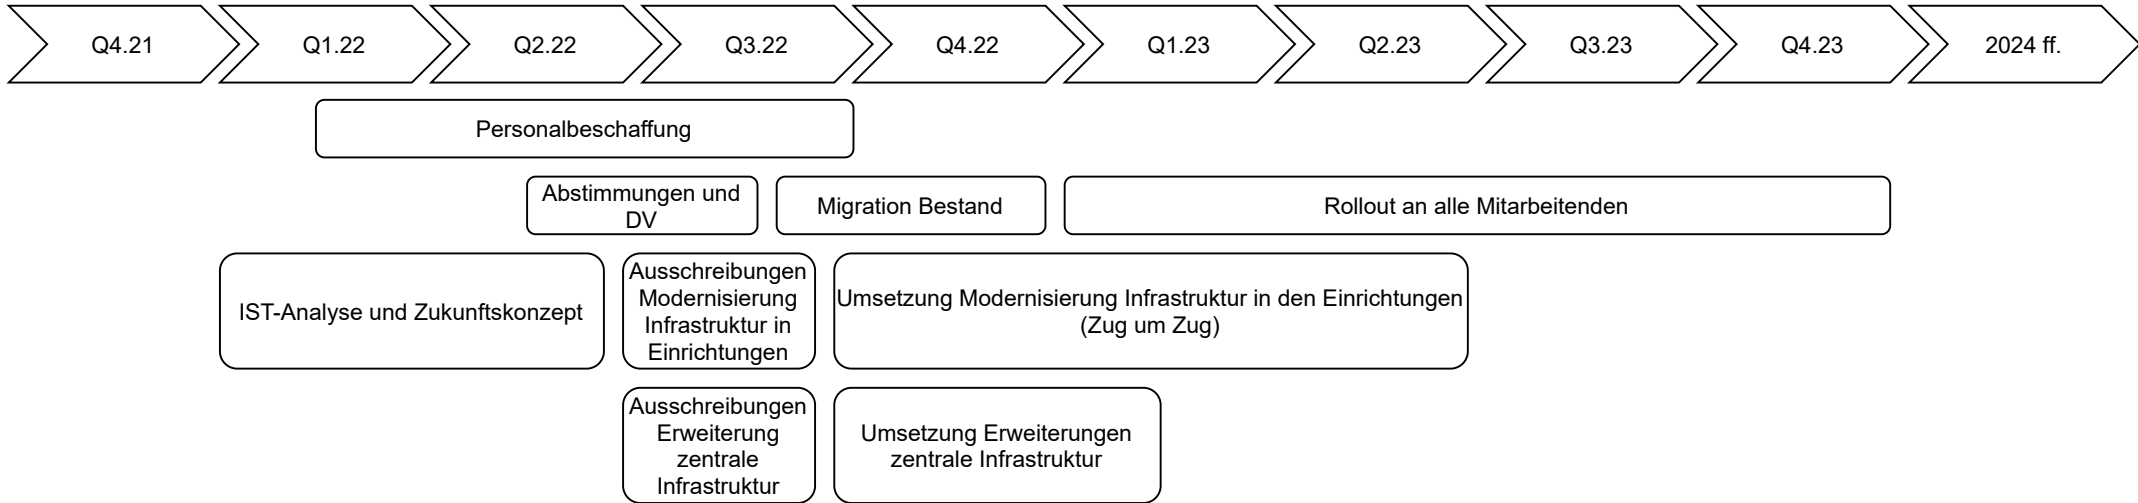 Q4.21
Q1.22
Q2.22
Q3.22
Q4.22
Q1.23
Q2.23
Q3.23
Q4.23
2024 ff.
Personalbeschaffung
Abstimmungen und
DV
Migration Bestand
Rollout an alle Mitarbeitenden
IST-Analyse und Zukunftskonzept
Ausschreibungen
Modernisierung
Infrastruktur in
Einrichtungen
Umsetzung Modernisierung Infrastruktur in den Einrichtungen
(Zug um Zug)
Ausschreibungen
Erweiterung
zentrale
Infrastruktur
Umsetzung Erweiterungen
zentrale Infrastruktur